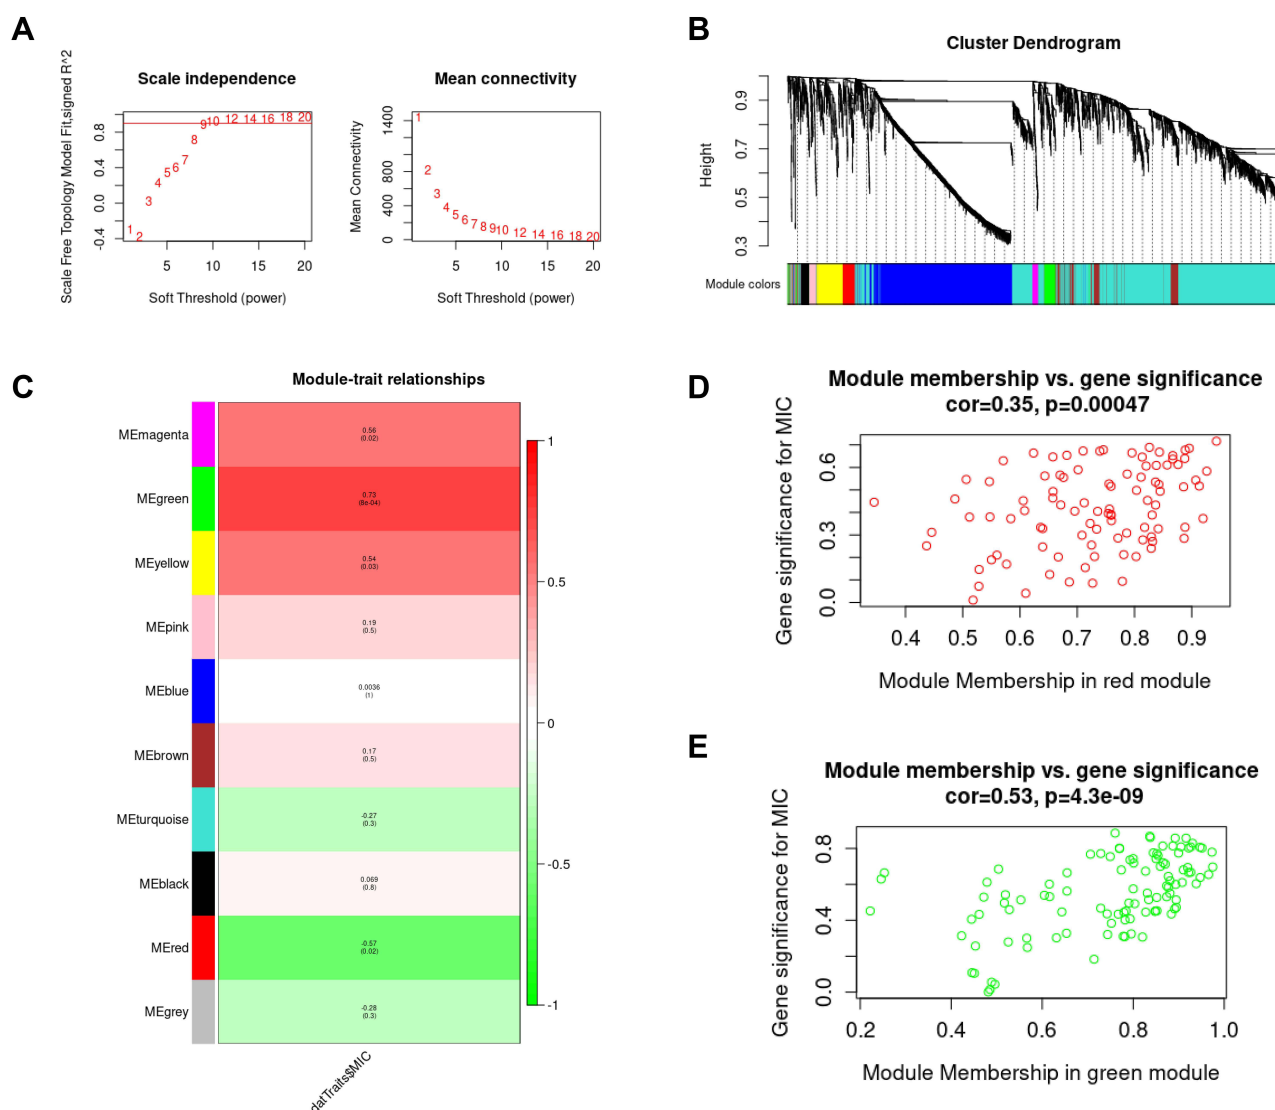 A
Scale independence
Scale Free Topology Model Fit,signed R^2
0.8
0.4
0.0
-0.4
1
2
3
4
5
6
7
8
9
10
12
14
16
18
20
5
10
15
20
Soft Threshold (power)
Mean connectivity
Mean Connectivity
1400
800
400
0
1
2
3
4
5
6
7
8
9
10
12
14
16
18
20
5
10
15
20
Soft Threshold (power)
B
Cluster Dendrogram
Height
0.9
0.7
0.5
0.3
Module colors
C
Module-trait relationships
MEmagenta
0.56
(0.02)
MEgreen
0.73
(8e-04)
MEyellow
0.54
(0.03)
MEpink
0.19
(0.5)
MEblue
0.0036
(1)
MEbrown
0.17
(0.5)
MEturquoise
-0.27
(0.3)
MEblack
0.069
(0.8)
MEred
-0.57
(0.02)
MEgrey
-0.28
(0.3)
datTraits$MIC
1
0.5
0
-0.5
-1
D
Module membership vs. gene significance
cor=0.35, p=0.00047
Gene significance for MIC
0.6
0.3
0.0
0.4
0.5
0.6
0.7
0.8
0.9
Module Membership in red module
E
Module membership vs. gene significance
cor=0.53, p=4.3e-09
Gene significance for MIC
0.8
0.4
0.0
0.2
0.4
0.6
0.8
1.0
Module Membership in green module